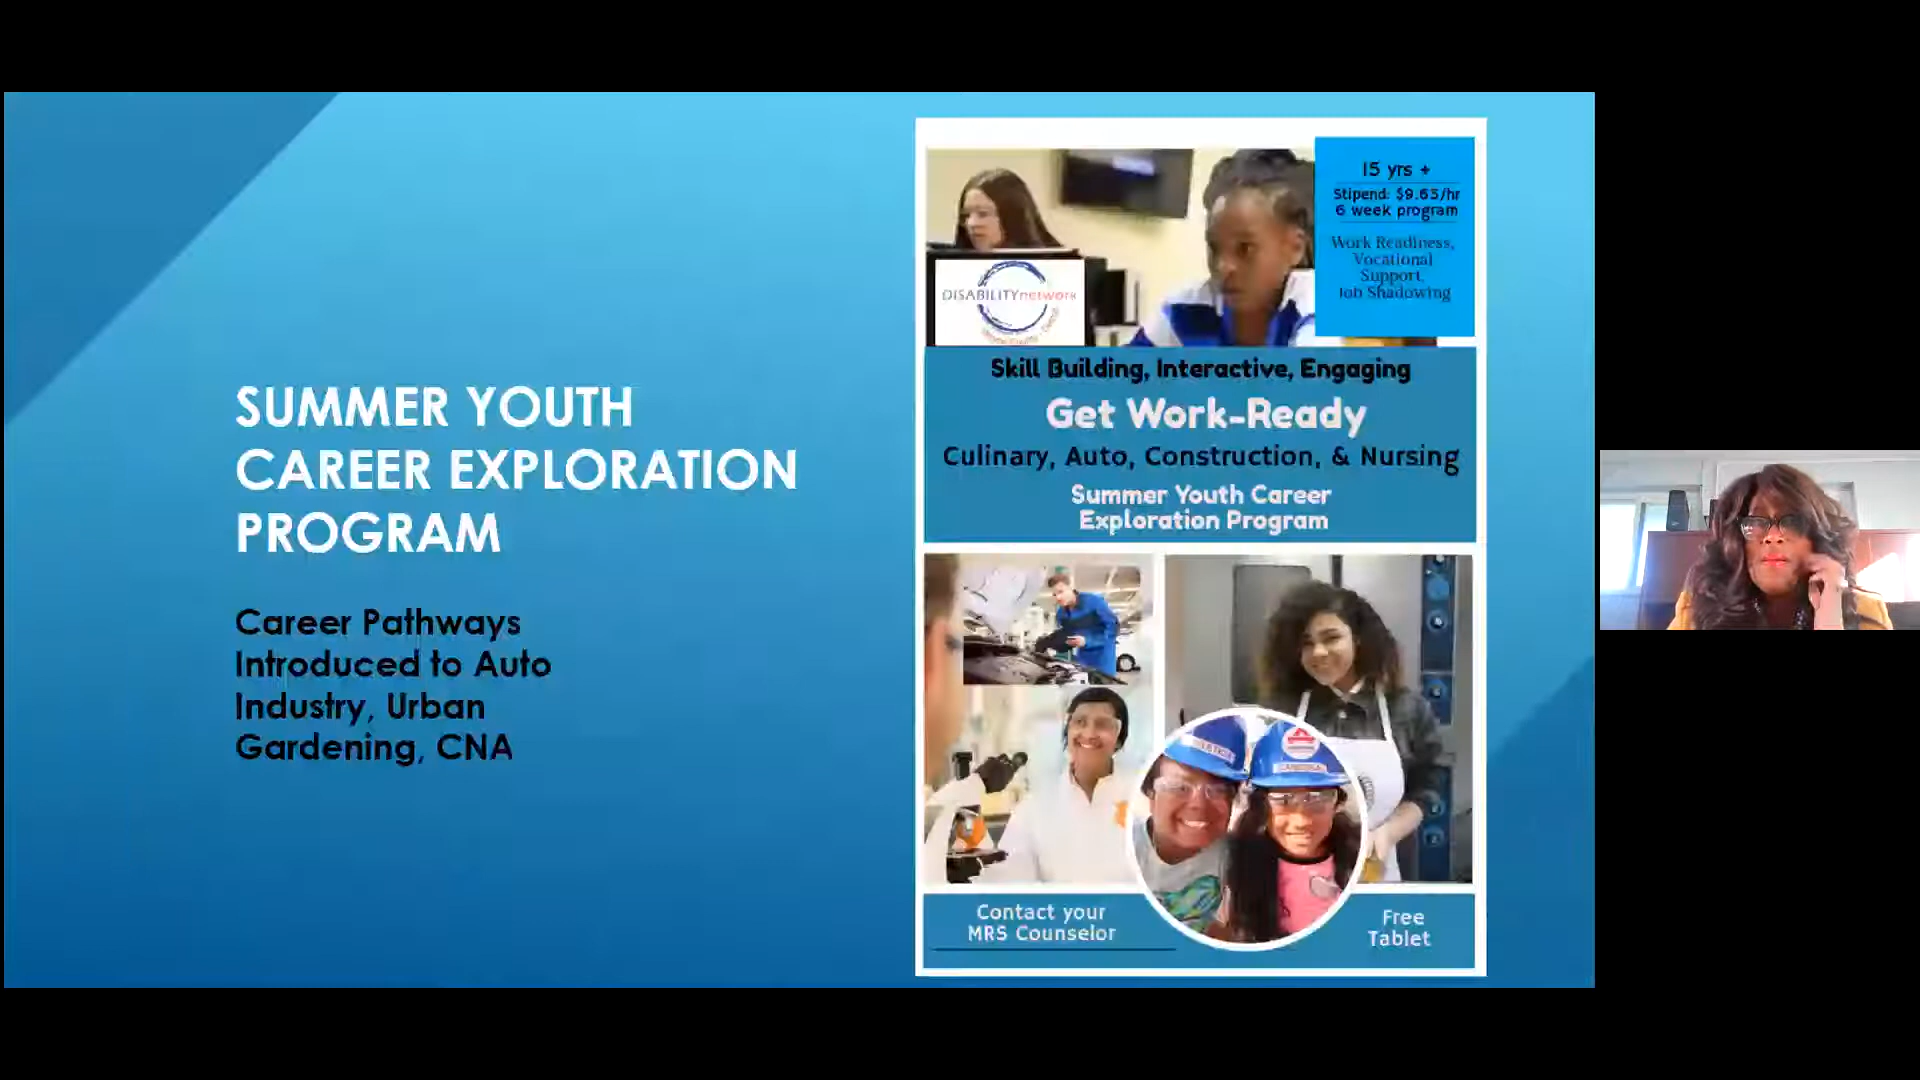 SUMMER YOUTH
CAREER EXPLORATION
PROGRAM
Career Pathways
Introduced to Auto
Industry, Urban
Gardening, CNA
15 yrs +
Stipend: $9.63/hr
6 week program
Work Readiness,
Vocational
Support,
Job Shadowing
DISABILITYnetwork
Skill Building, Interactive, Engaging
Get Work-Ready
Culinary, Auto, Construction, & Nursing
Summer Youth Career
Exploration Program
Contact your
MRS Counselor
Free
Tablet